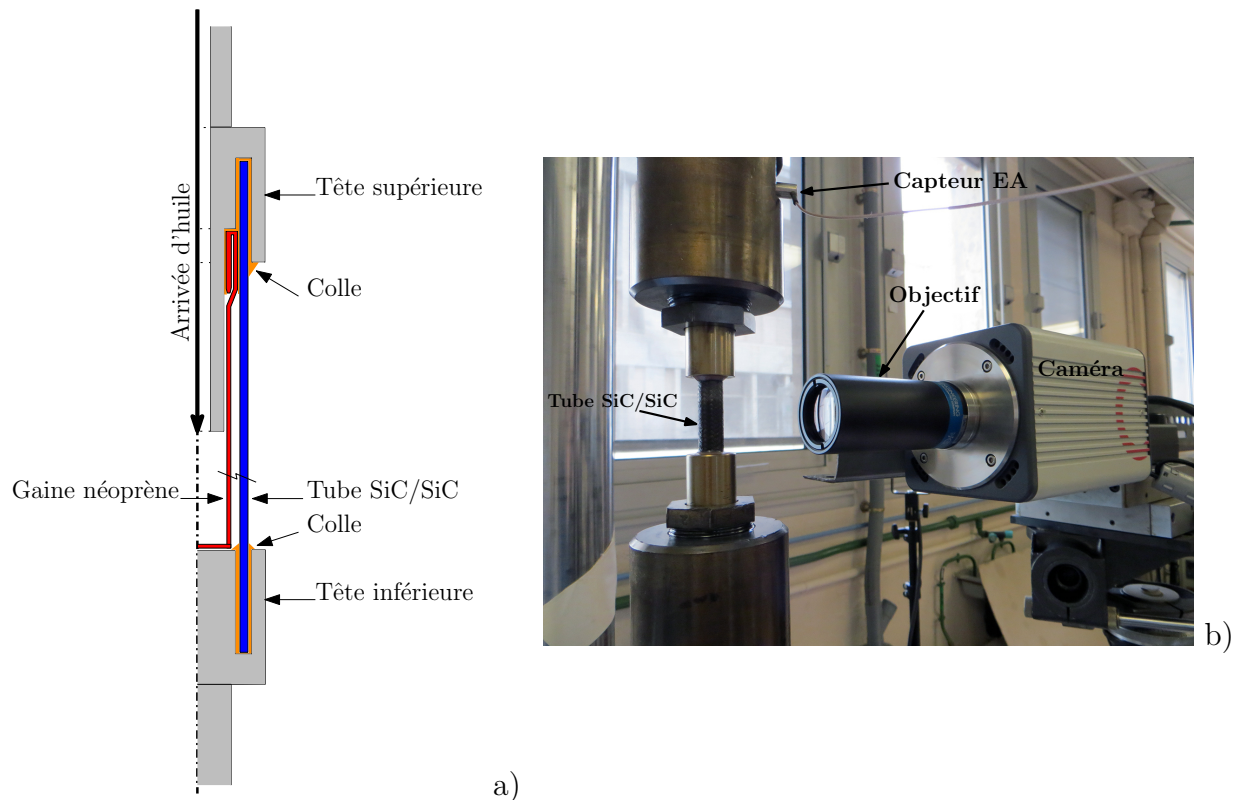 Arrivée d'huile
Tête supérieure
Colle
Gaine néoprène
Tube SiC/SiC
Colle
Tête inférieure
a)
Capteur EA
Objectif
Caméra
Tube SiC/SiC
b)